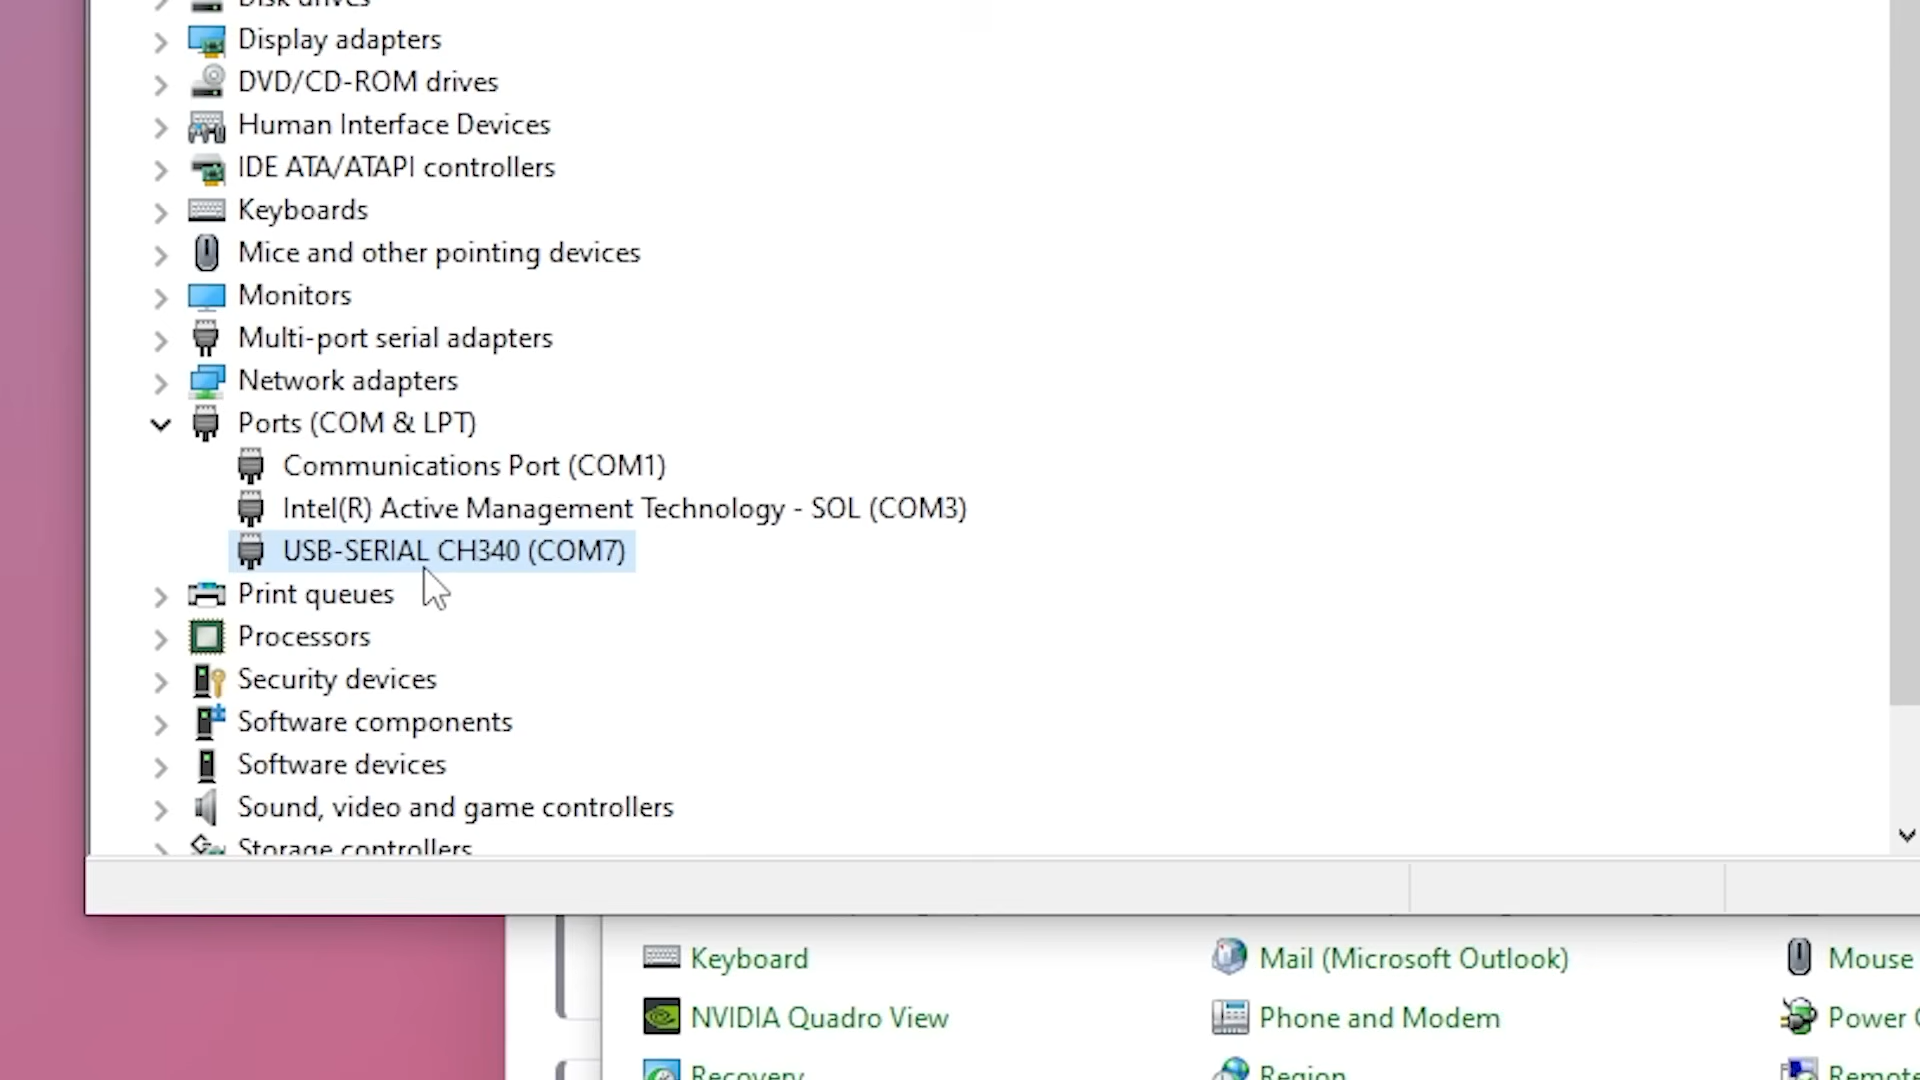 Disk drives
Display adapters
DVD/CD-ROM drives
Human Interface Devices
IDE ATA/ATAPI controllers
Keyboards
Mice and other pointing devices
Monitors
Multi-port serial adapters
Network adapters
Ports (COM & LPT)
Communications Port (COM1)
Intel(R) Active Management Technology - SOL (COM3)
USB-SERIAL CH340 (COM7)
Print queues
Processors
Security devices
Software components
Software devices
Sound, video and game controllers
Storage controllers
Keyboard Mail (Microsoft Outlook) Mouse
NVIDIA Quadro View Phone and Modem Power
Recovery Region